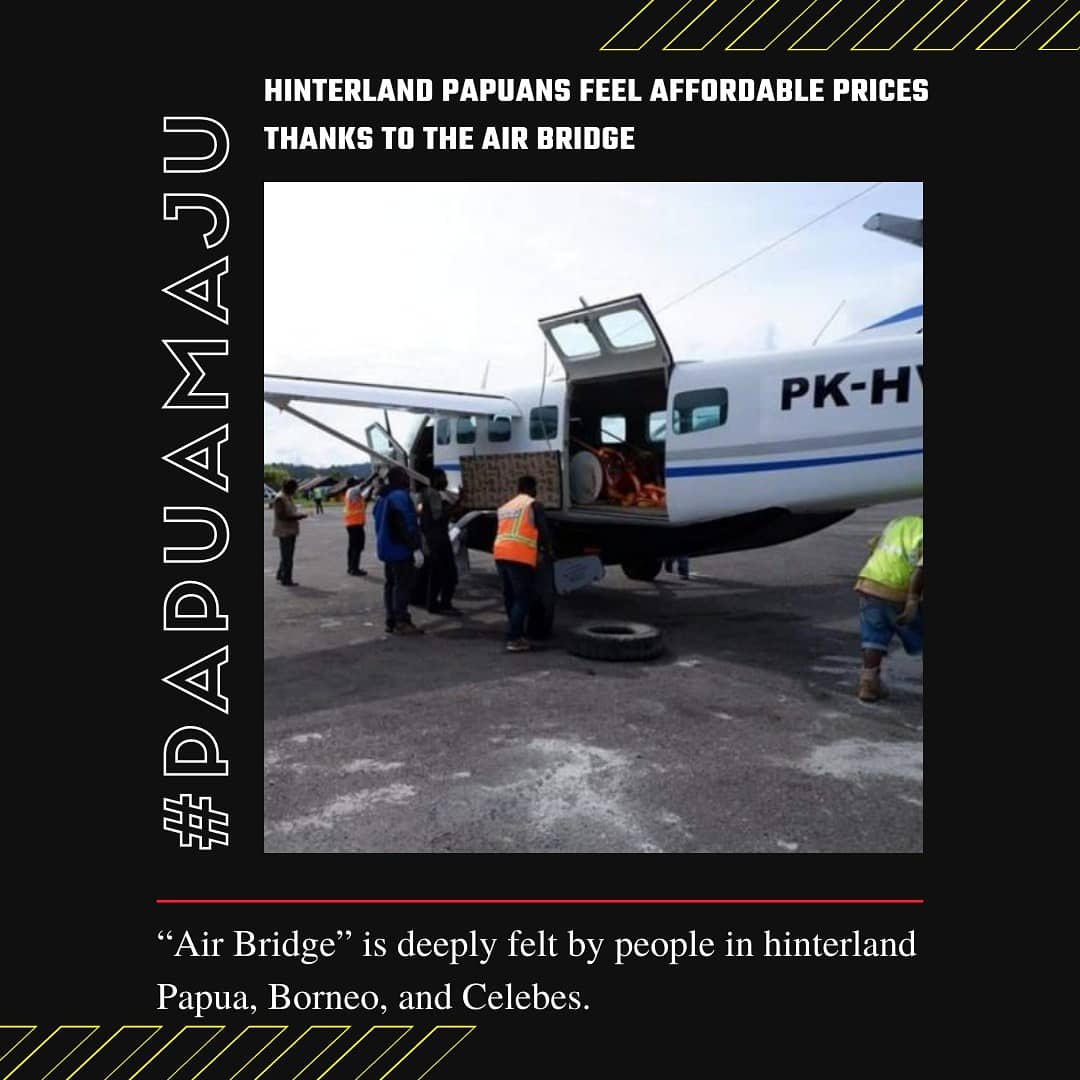 HINTERLAND PAPUANS FEEL AFFORDABLE PRICES
THANKS TO THE AIR BRIDGE
#PAPUAMAJU
PK-H
“Air Bridge” is deeply felt by people in hinterland
Papua, Borneo, and Celebes.